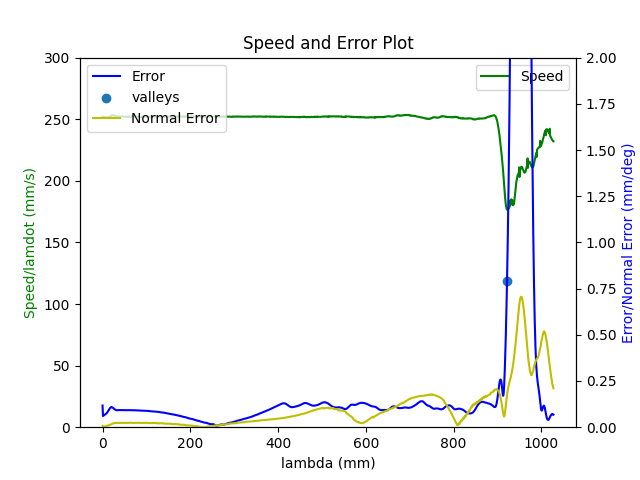 Speed and Error Plot
Error
valleys
Normal Error
Speed
300
250
200
150
100
50
0
Speed/lamdot (mm/s)
2.00
1.75
1.50
1.25
1.00
0.75
0.50
0.25
0.00
Error/Normal Error (mm/deg)
0
200
400
600
800
1000
lambda (mm)